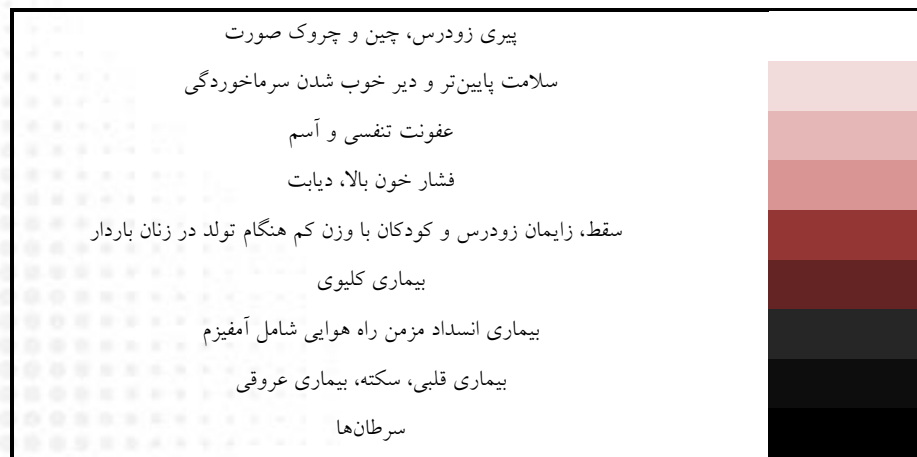 پیری زودرس، چین و چروک صورت
سلامت پایین‌تر و دیر خوب شدن سرماخوردگی
عفونت تنفسی و آسم
فشار خون بالا، دیابت
سقط، زایمان زودرس و کودکان با وزن کم هنگام تولد در زنان باردار
بیماری کلیوی
بیماری انسداد مزمن راه هوایی شامل آمفیزم
بیماری قلبی، سکته، بیماری عروقی
سرطان‌ها